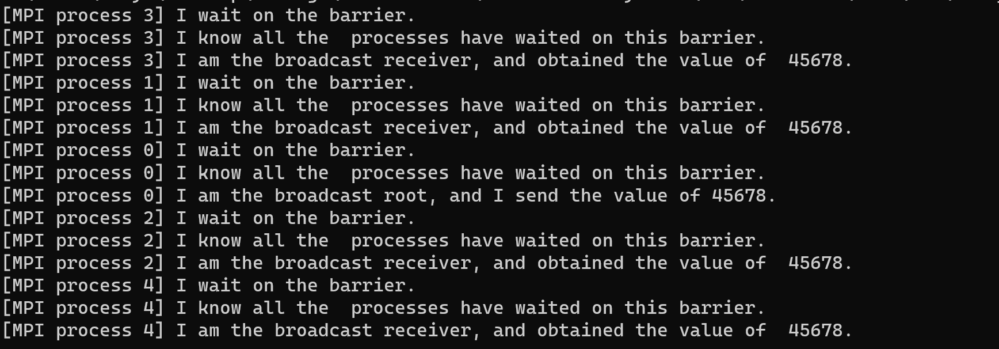 [MPI process 3] I wait on the barrier.
[MPI process 3] I know all the  processes have waited on this barrier.
[MPI process 3] I am the broadcast receiver, and obtained the value of  45678.
[MPI process 1] I wait on the barrier.
[MPI process 1] I know all the  processes have waited on this barrier.
[MPI process 1] I am the broadcast receiver, and obtained the value of  45678.
[MPI process 0] I wait on the barrier.
[MPI process 0] I know all the  processes have waited on this barrier.
[MPI process 0] I am the broadcast root, and I send the value of 45678.
[MPI process 2] I wait on the barrier.
[MPI process 2] I know all the  processes have waited on this barrier.
[MPI process 2] I am the broadcast receiver, and obtained the value of  45678.
[MPI process 4] I wait on the barrier.
[MPI process 4] I know all the  processes have waited on this barrier.
[MPI process 4] I am the broadcast receiver, and obtained the value of  45678.